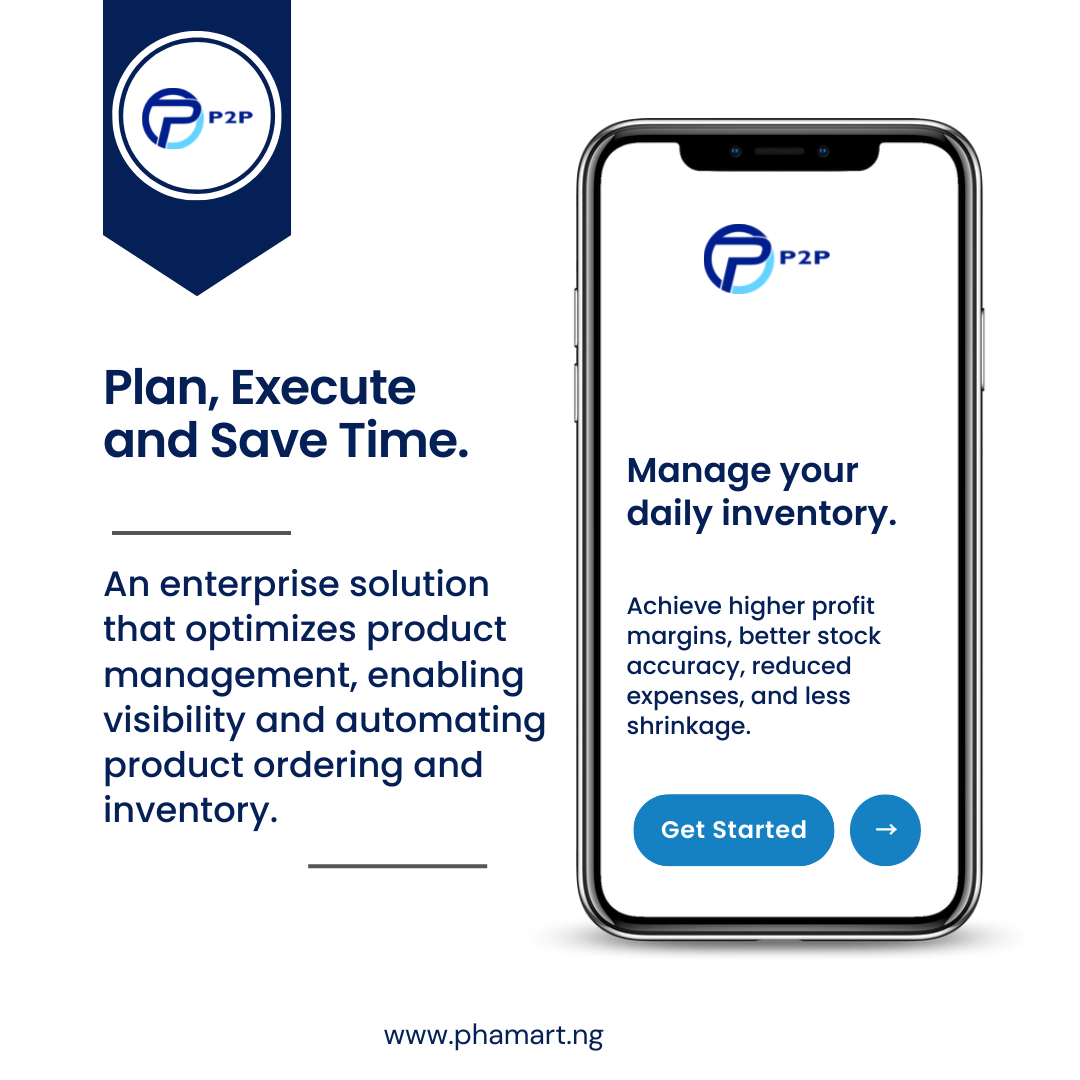 P2P
Plan, Execute
and Save Time.
An enterprise solution
that optimizes product
management, enabling
visibility and automating
product ordering and
inventory.
P2P
Manage your
daily inventory.
Achieve higher profit
margins, better stock
accuracy, reduced
expenses, and less
shrinkage.
Get Started →
www.phamart.ng